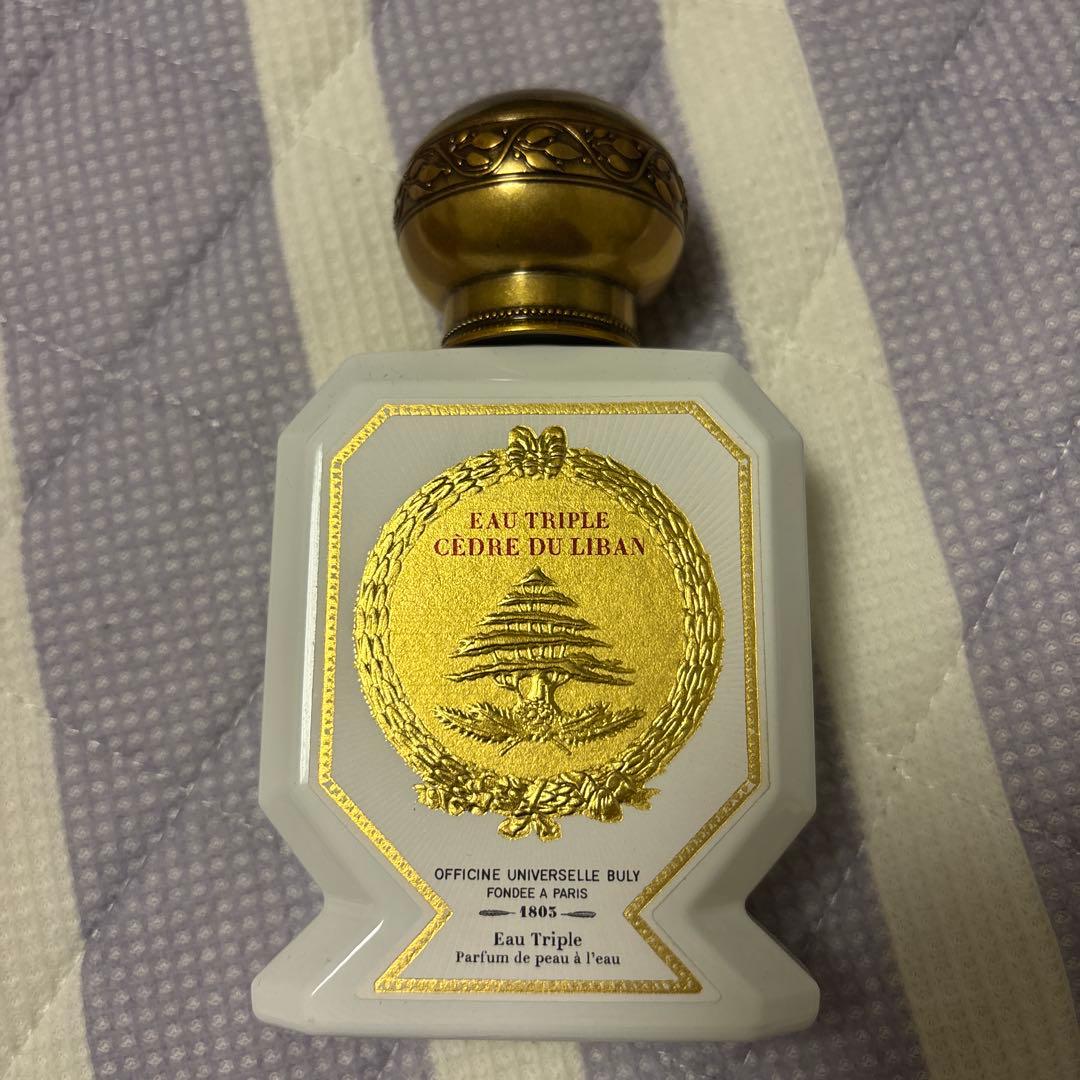 EAU TRIPLE
CÈDRE DU LIBAN
OFFICINE UNIVERSELLE BULY
FONDEE A PARIS
1803
Eau Triple
Parfum de peau à l'eau